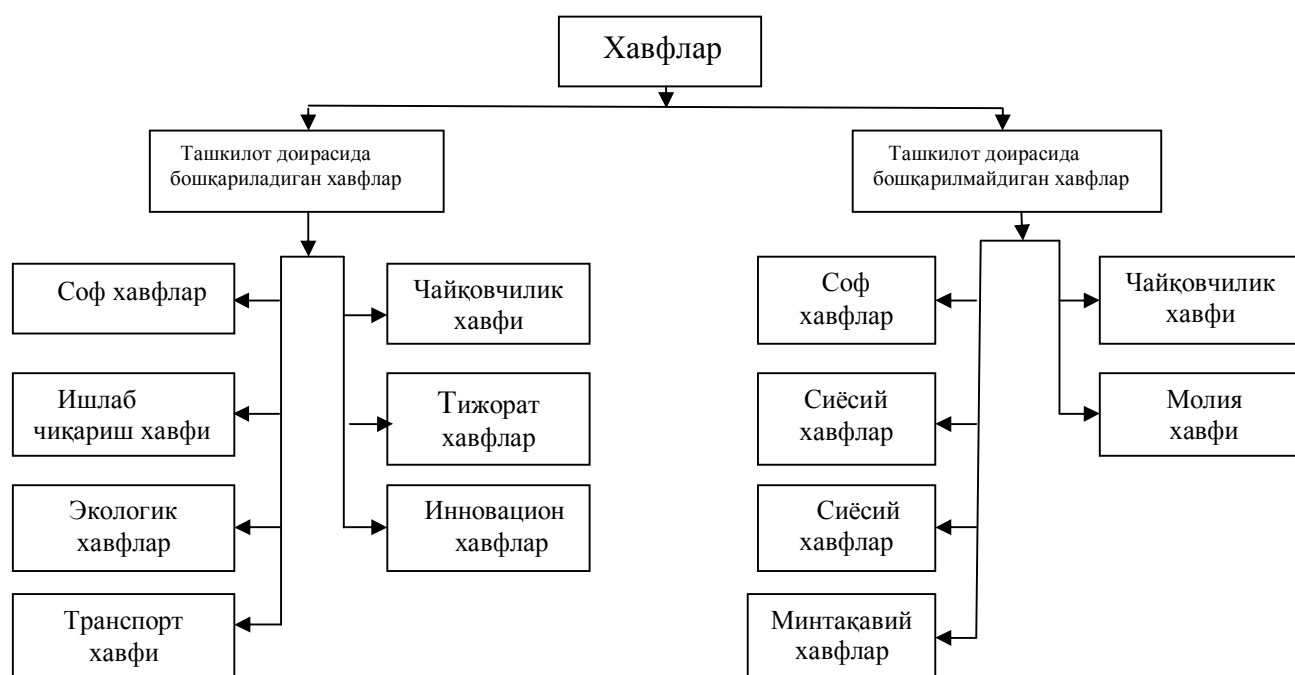 Хавфлар
Ташкилот доирасида
бошқариладиган хавфлар
Ташкилот доирасида
бошқарилмайдиган хавфлар
Соф хавфлар
Чайқовчилик
хавфи
Соф
хавфлар
Чайқовчилик
хавфи
Ишлаб
чиқариш хавфи
Тижорат
хавфлар
Сиёсий
хавфлар
Молия
хавфи
Экологик
хавфлар
Инновацион
хавфлар
Сиёсий
хавфлар
Транспорт
хавфи
Минтақавий
хавфлар